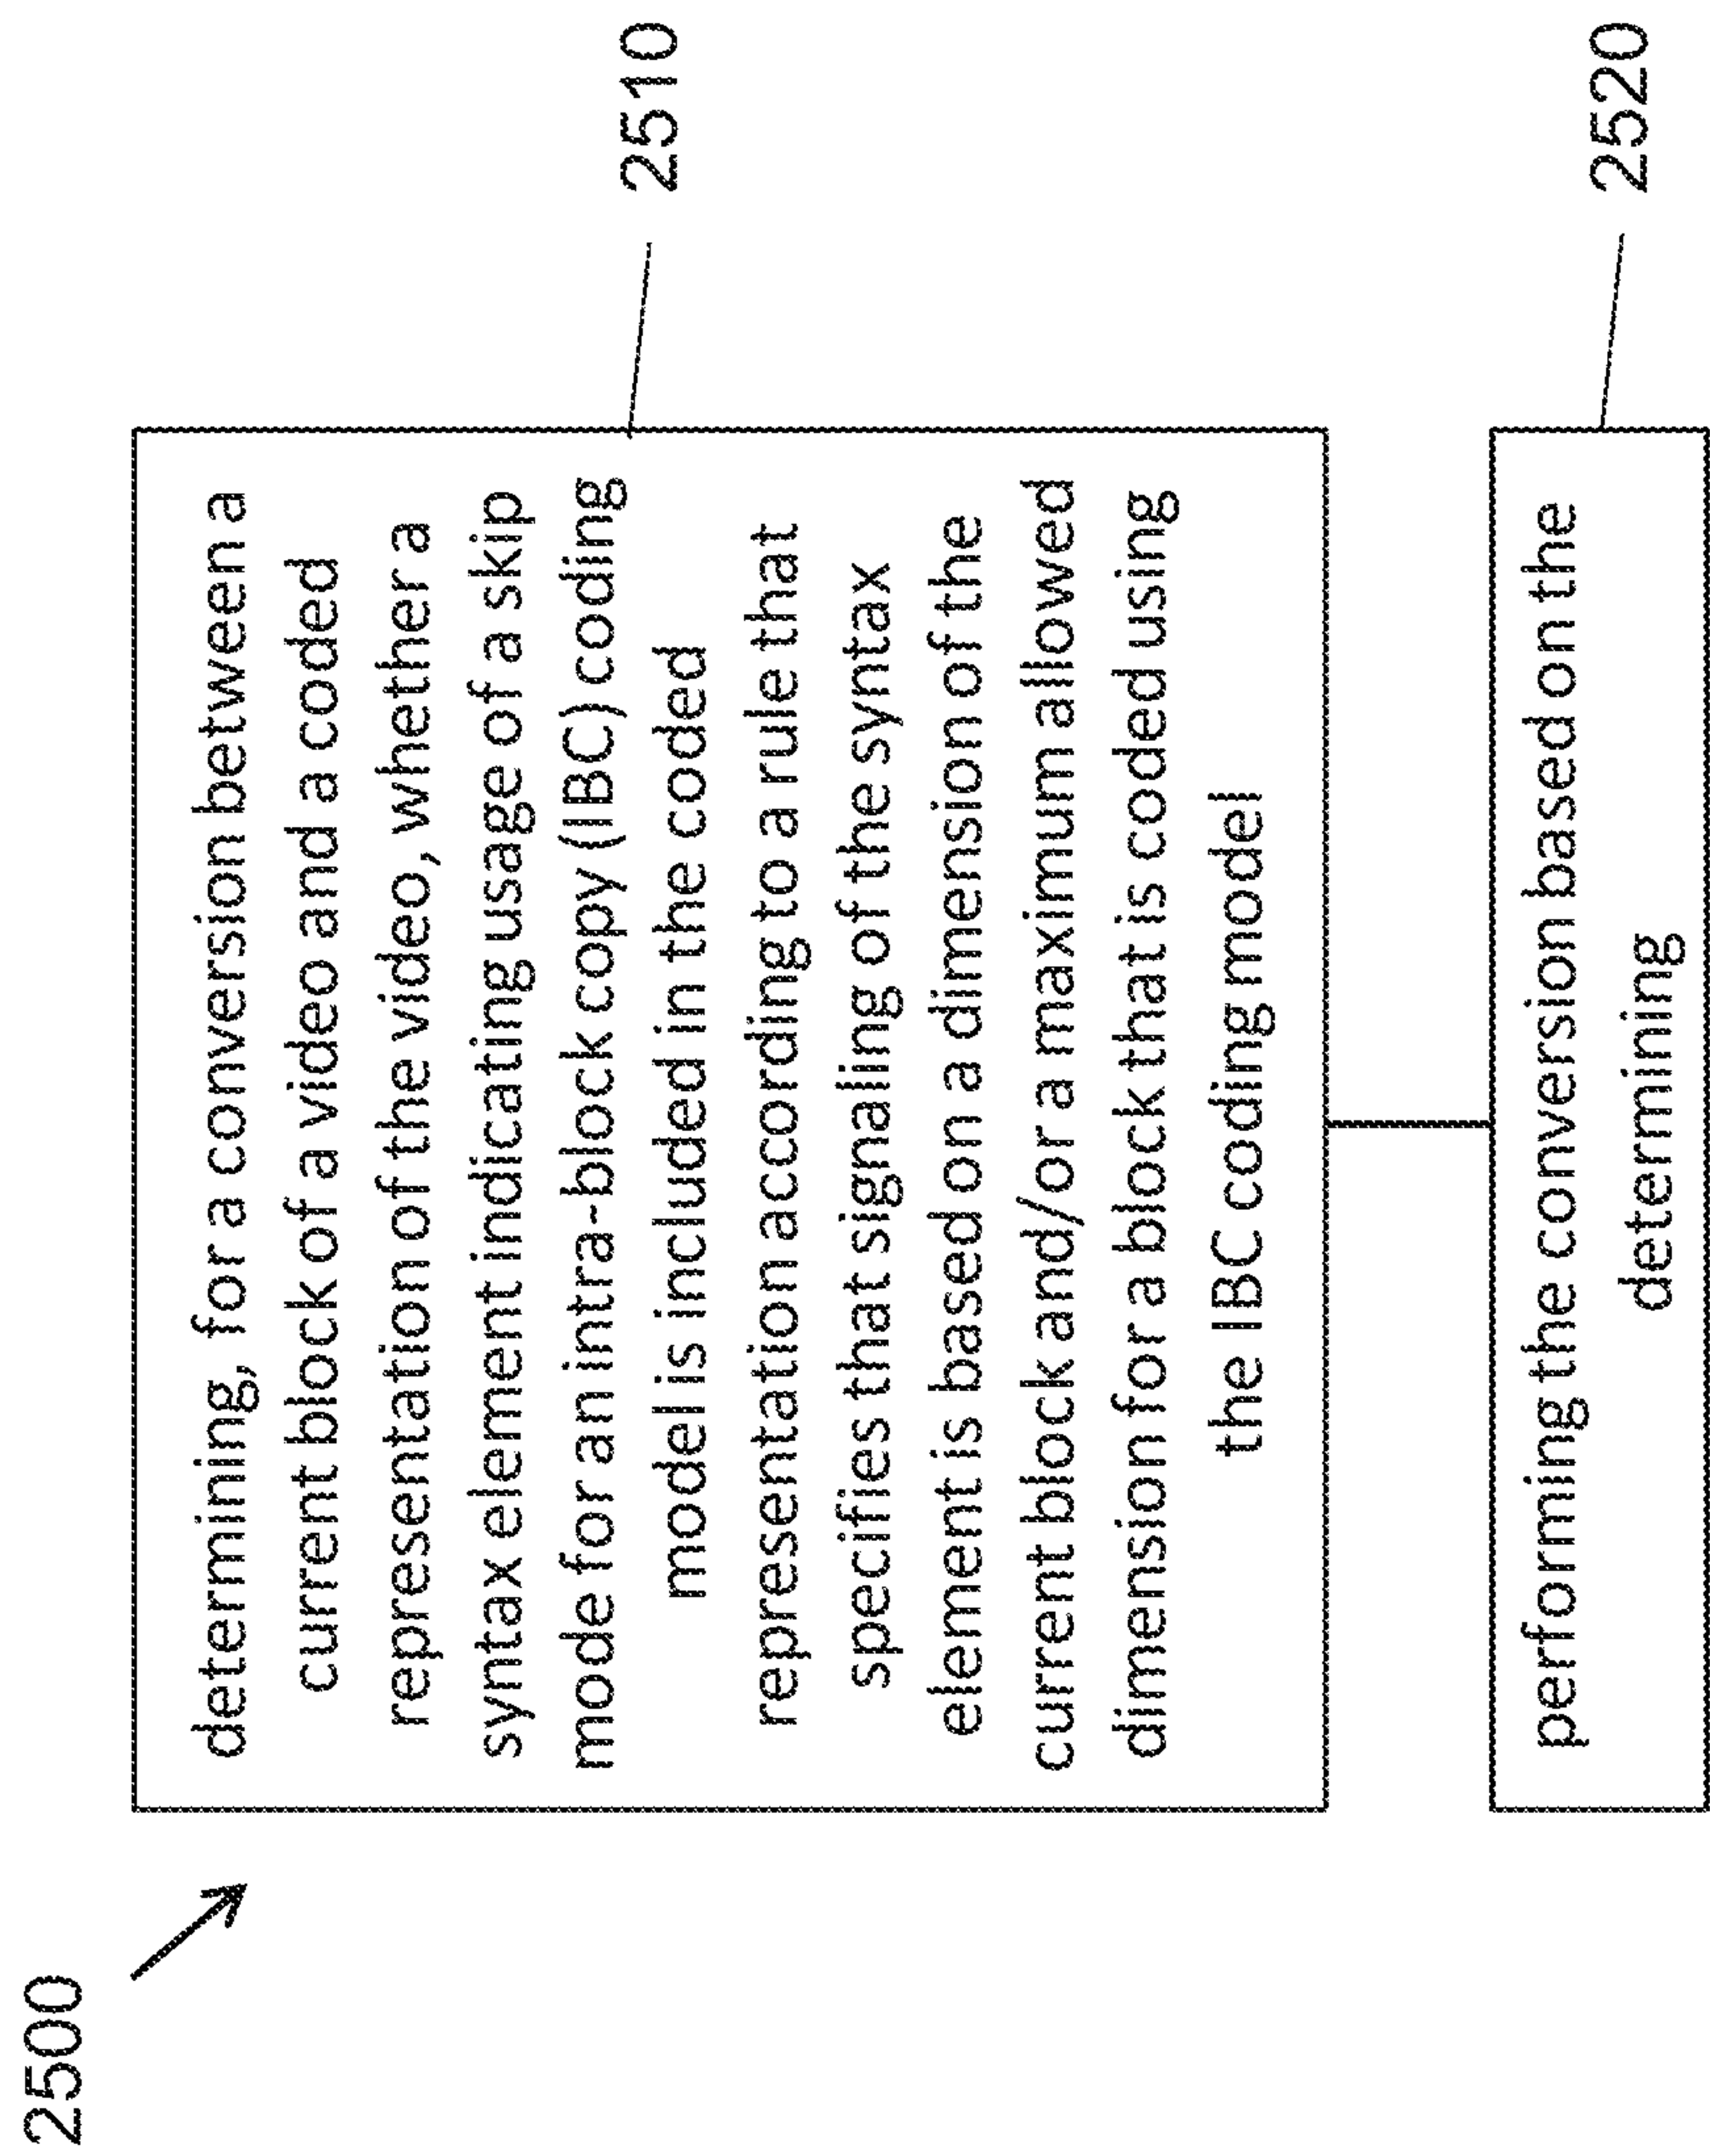 2500
determining, for a conversion between a
current block of a video and a coded
representation of the video, whether a
syntax element indicating usage of a skip
mode for an intra-block copy (IBC) coding
model is included in the coded
representation according to a rule that
specifies that signaling of the syntax
element is based on a dimension of the
current block and/or a maximum allowed
dimension for a block that is coded using
the IBC coding model
2510
performing the conversion based on the
determining
2520